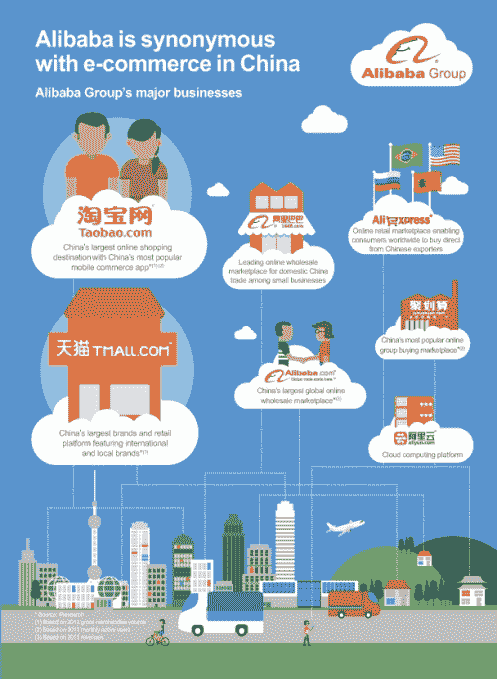 Alibaba is synonymous
with e-commerce in China
Alibaba Group's major businesses
Alibaba Group
淘宝网
Taobao.com
China's largest online shopping
destination with China's most popular
mobile commerce app*(1)(2)
阿里巴巴
1688.com
Leading online wholesale
marketplace for domestic China
trade among small businesses
AliExpress
Online retail marketplace enabling
consumers worldwide to buy direct
from Chinese exporters
天猫 TMALL.COM
China's largest brands and retail
platform featuring international
and local brands*(1)
Alibaba.com
China's largest global online
wholesale marketplace*(3)
聚划算
China's most popular online
group buying marketplace*(2)
阿里云
aliyun.com
Cloud computing platform
* Source: iResearch
(1) Based on 2013 gross merchandise volume
(2) Based on 2013 monthly active users
(3) Based on 2013 revenues